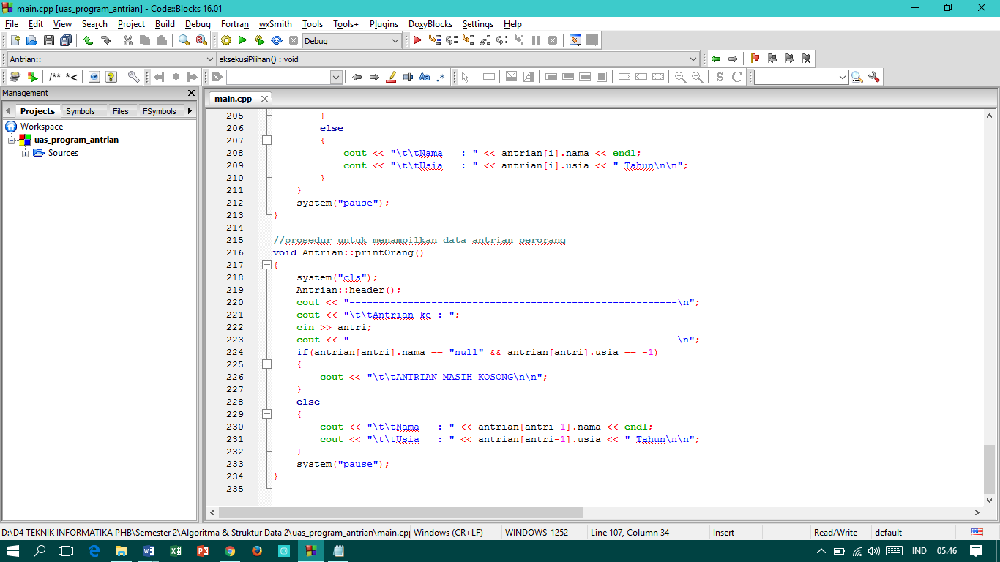 main.cpp [uas_program_antrian] - Code::Blocks 16.01
File Edit View Search Project Build Debug Fortran wxSmith Tools Tools+ Plugins DoxyBlocks Settings Help
Debug
Antrian:: eksekusiPilihan() : void
/** *< Aa .* S C
Management
main.cpp
Projects Symbols Files FSymbols
Workspace
uas_program_antrian
Sources
205 }
206 else
207 {
208 cout << "\t\tNama   : " << antrian[i].nama << endl;
209 cout << "\t\tUsia   : " << antrian[i].usia << " Tahun\n\n";
210 }
211 }
212 system("pause");
213 }
214
215 //prosedur untuk menampilkan data antrian perorang
216 void Antrian::printOrang()
217 {
218 system("cls");
219 Antrian::header();
220 cout << "--------------------------------------------------------\n";
221 cout << "\t\tAntrian ke : ";
222 cin >> antri;
223 cout << "--------------------------------------------------------\n";
224 if(antrian[antri].nama == "null" && antrian[antri].usia == -1)
225 {
226 cout << "\t\tANTRIAN MASIH KOSONG\n\n";
227 }
228 else
229 {
230 cout << "\t\tNama   : " << antrian[antri-1].nama << endl;
231 cout << "\t\tUsia   : " << antrian[antri-1].usia << " Tahun\n\n";
232 }
233 system("pause");
234 }
235
D:\D4 TEKNIK INFORMATIKA PHB\Semester 2\Algoritma & Struktur Data 2\uas_program_antrian\main.cpp Windows (CR+LF) WINDOWS-1252 Line 107, Column 34 Insert Read/Write default
IND 05.46